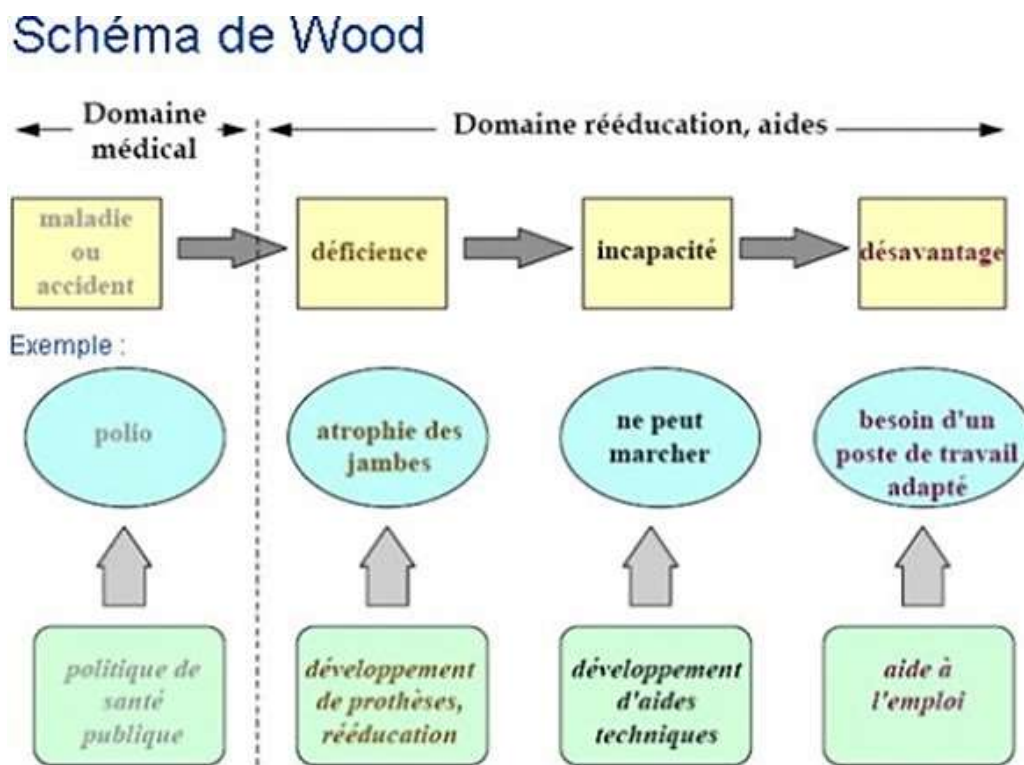 Schéma de Wood
Domaine
médical
Domaine rééducation, aides
maladie
ou
accident
déficience
incapacité
désavantage
Exemple :
polio
atrophie des
jambes
ne peut
marcher
besoin d'un
poste de travail
adapté
politique de
santé
publique
développement
de prothèses,
rééducation
développement
d'aides
techniques
aide à
l'emploi